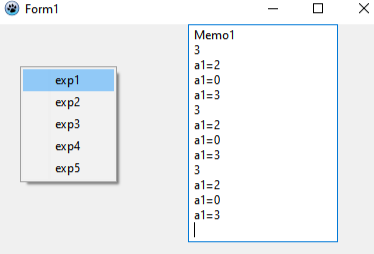 Form1
exp1
exp2
exp3
exp4
exp5
Memo1
3
a1=2
a1=0
a1=3
3
a1=2
a1=0
a1=3
3
a1=2
a1=0
a1=3